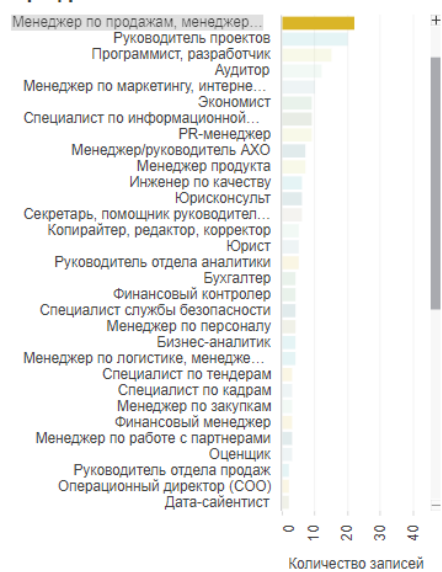 Менеджер по продажам, менеджер...
Руководитель проектов
Программист, разработчик
Аудитор
Менеджер по маркетингу, интерне...
Экономист
Специалист по информационной...
PR-менеджер
Менеджер/руководитель АХО
Менеджер продукта
Инженер по качеству
Юрисконсульт
Секретарь, помощник руководител...
Копирайтер, редактор, корректор
Юрист
Руководитель отдела аналитики
Бухгалтер
Финансовый контролер
Специалист службы безопасности
Менеджер по персоналу
Бизнес-аналитик
Менеджер по логистике, менедже...
Специалист по тендерам
Специалист по кадрам
Менеджер по закупкам
Финансовый менеджер
Менеджер по работе с партнерами
Оценщик
Руководитель отдела продаж
Операционный директор (COO)
Дата-сайентист
0 10 20 30 40
Количество записей